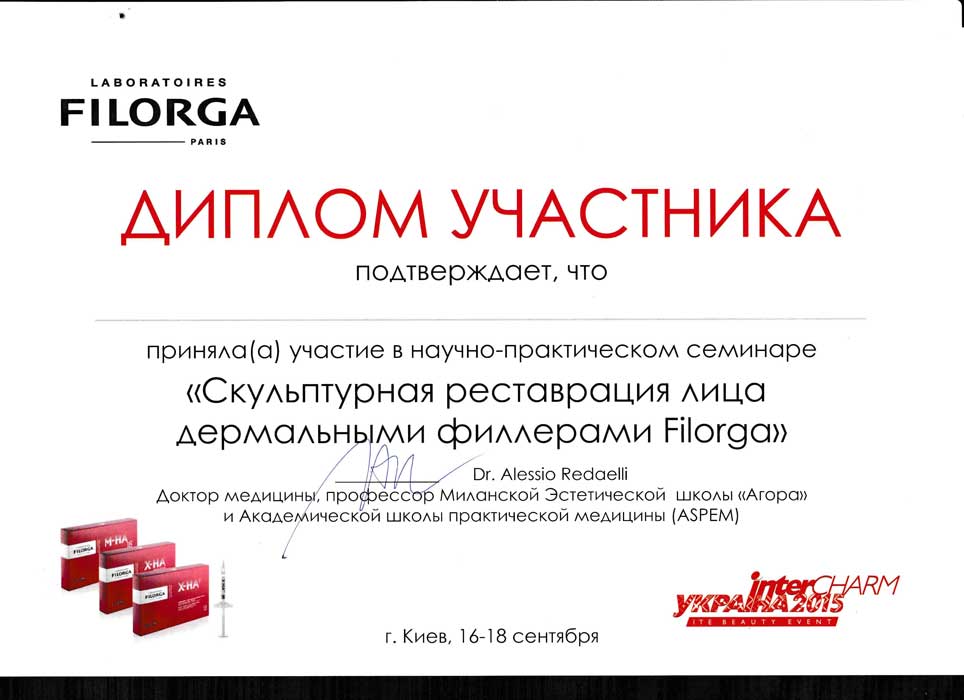 LABORATOIRES
FILORGA
PARIS
ДИПЛОМ УЧАСТНИКА
подтверждает, что
приняла(а) участие в научно-практическом семинаре
«Скульптурная реставрация лица
дермальными филлерами Filorga»
Dr. Alessio Redaelli
Доктор медицины, профессор Миланской Эстетической школы «Агора»
и Академической школы практической медицины (ASPEM)
M-HA
FILORGA
X-HA
FILORGA
X-HA
FILORGA
interCHARM
УКРАЇНА 2015
ITE BEAUTY EVENT
г. Киев, 16-18 сентября